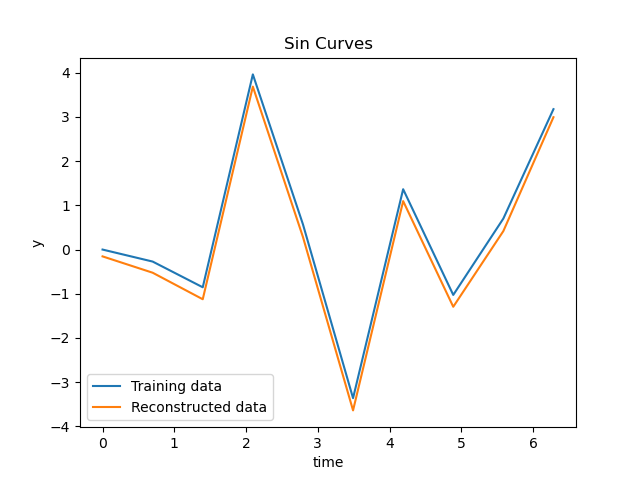 Sin Curves
y
4
3
2
1
0
−1
−2
−3
−4
Training data
Reconstructed data
0 1 2 3 4 5 6
time